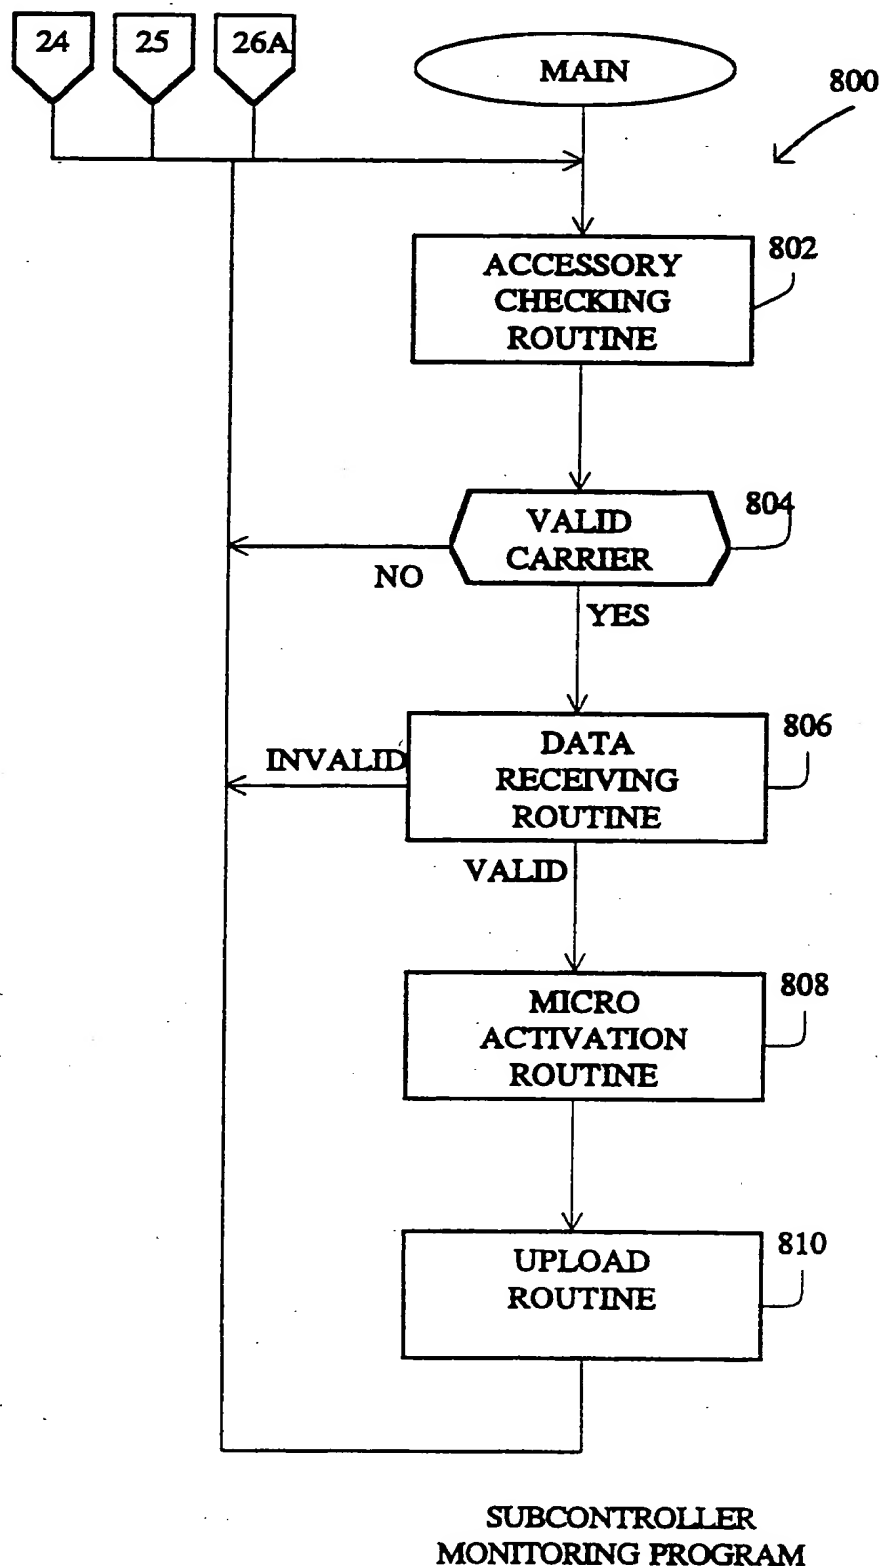 24 25 26A
MAIN
800
ACCESSORY
CHECKING
ROUTINE
802
VALID
CARRIER
804
NO
YES
DATA
RECEIVING
ROUTINE
806
INVALID
VALID
MICRO
ACTIVATION
ROUTINE
808
UPLOAD
ROUTINE
810
SUBCONTROLLER
MONITORING PROGRAM